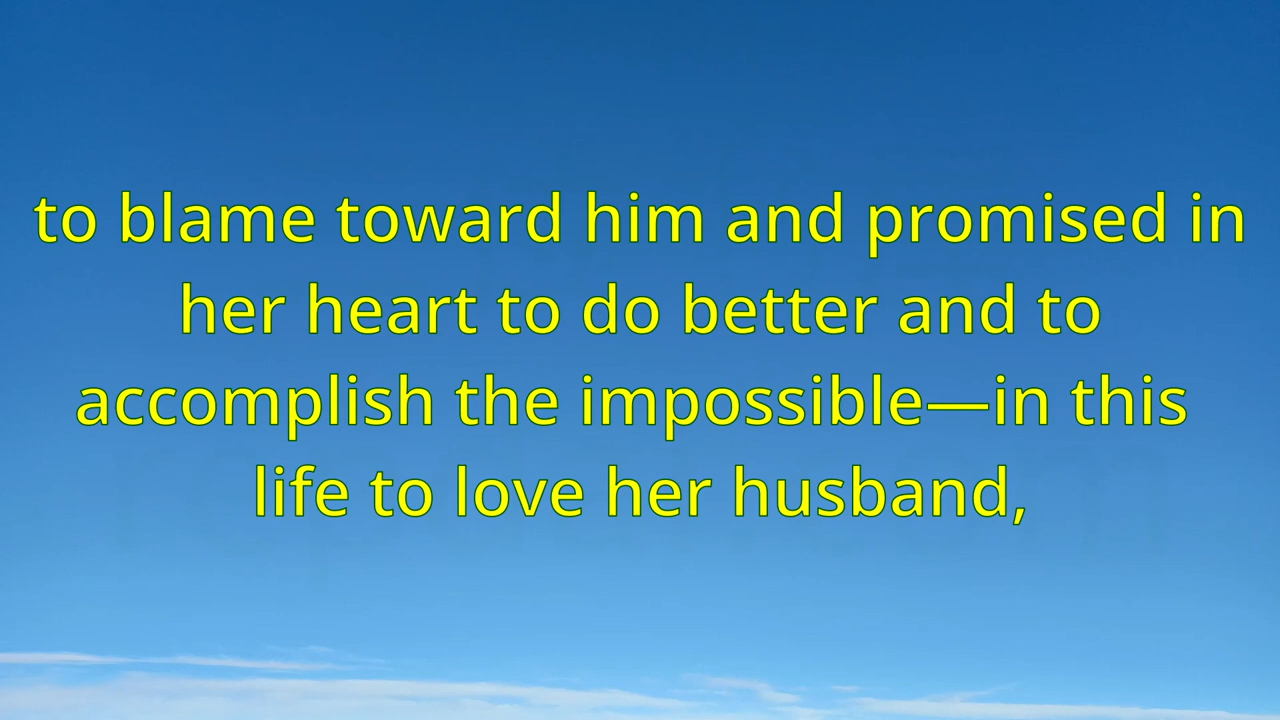 to blame toward him and promised in
her heart to do better and to
accomplish the impossible—in this
life to love her husband,